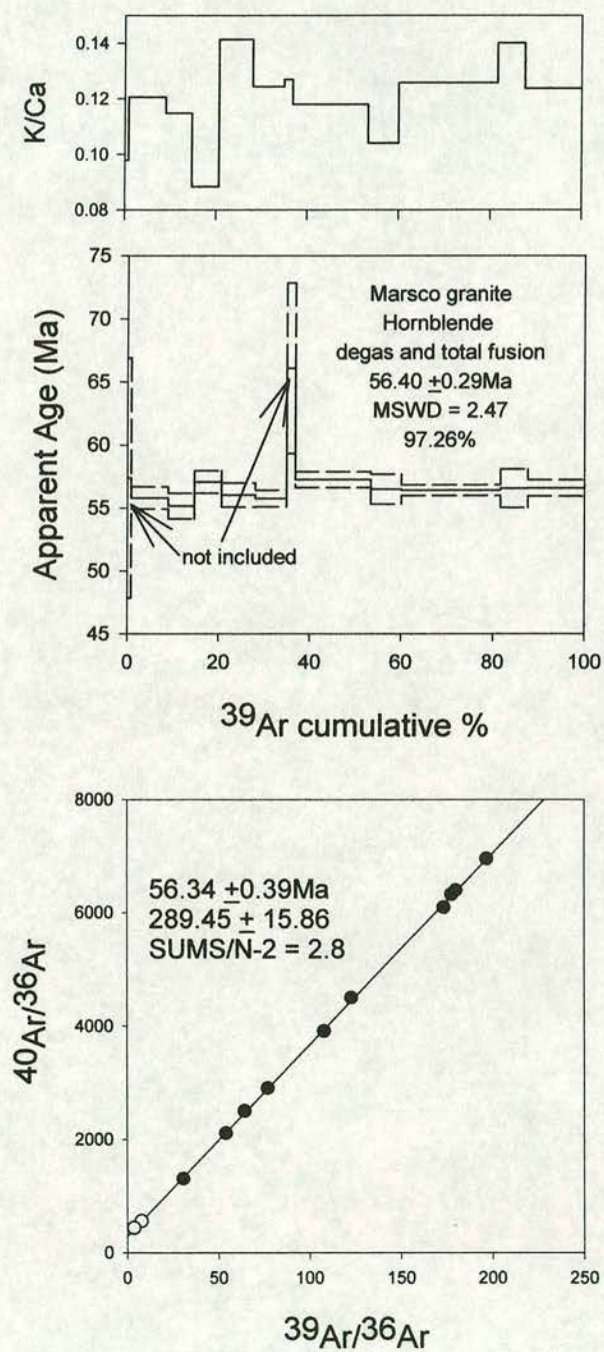 0.14
0.12
0.10
0.08
K/Ca
75
70
65
60
55
50
45
Apparent Age (Ma)
Marsco granite
Hornblende
degas and total fusion
56.40 ±0.29Ma
MSWD = 2.47
97.26%
not included
0 20 40 60 80 100
³⁹Ar cumulative %
8000
6000
4000
2000
0
⁴⁰Ar/³⁶Ar
56.34 ±0.39Ma
289.45 ± 15.86
SUMS/N-2 = 2.8
0 50 100 150 200 250
³⁹Ar/³⁶Ar